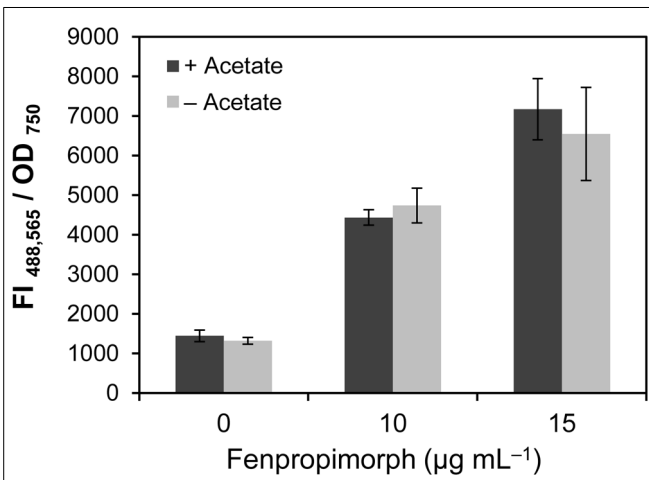 9000
8000
7000
6000
5000
4000
3000
2000
1000
0
FI 488,565 / OD 750
+ Acetate
– Acetate
0 10 15
Fenpropimorph (µg mL–1)